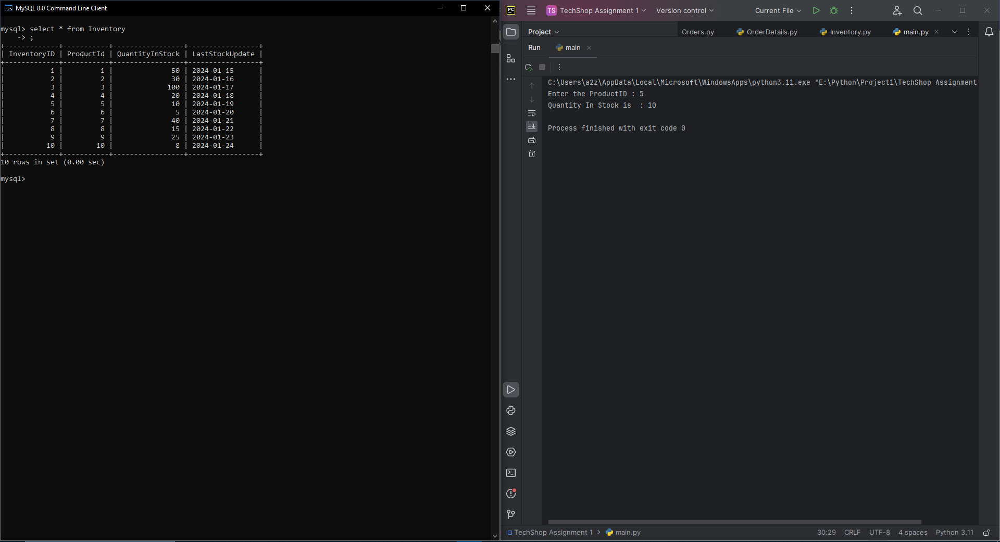 MySQL 8.0 Command Line Client
mysql> select * from Inventory
    -> ;
+-------------+-----------+-----------------+-----------------+
| InventoryID | ProductId | QuantityInStock | LastStockUpdate |
+-------------+-----------+-----------------+-----------------+
|           1 |         1 |              50 | 2024-01-15      |
|           2 |         2 |              30 | 2024-01-16      |
|           3 |         3 |             100 | 2024-01-17      |
|           4 |         4 |              20 | 2024-01-18      |
|           5 |         5 |              10 | 2024-01-19      |
|           6 |         6 |               5 | 2024-01-20      |
|           7 |         7 |              40 | 2024-01-21      |
|           8 |         8 |              15 | 2024-01-22      |
|           9 |         9 |              25 | 2024-01-23      |
|          10 |        10 |               8 | 2024-01-24      |
+-------------+-----------+-----------------+-----------------+
10 rows in set (0.00 sec)
mysql>
PC TS TechShop Assignment 1 Version control Current File
Project Orders.py OrderDetails.py Inventory.py main.py
Run main
C:\Users\a2z\AppData\Local\Microsoft\WindowsApps\python3.11.exe "E:\Python\Project1\TechShop Assignment
Enter the ProductID : 5
Quantity In Stock is  : 10
Process finished with exit code 0
TechShop Assignment 1 > main.py 30:29 CRLF UTF-8 4 spaces Python 3.11